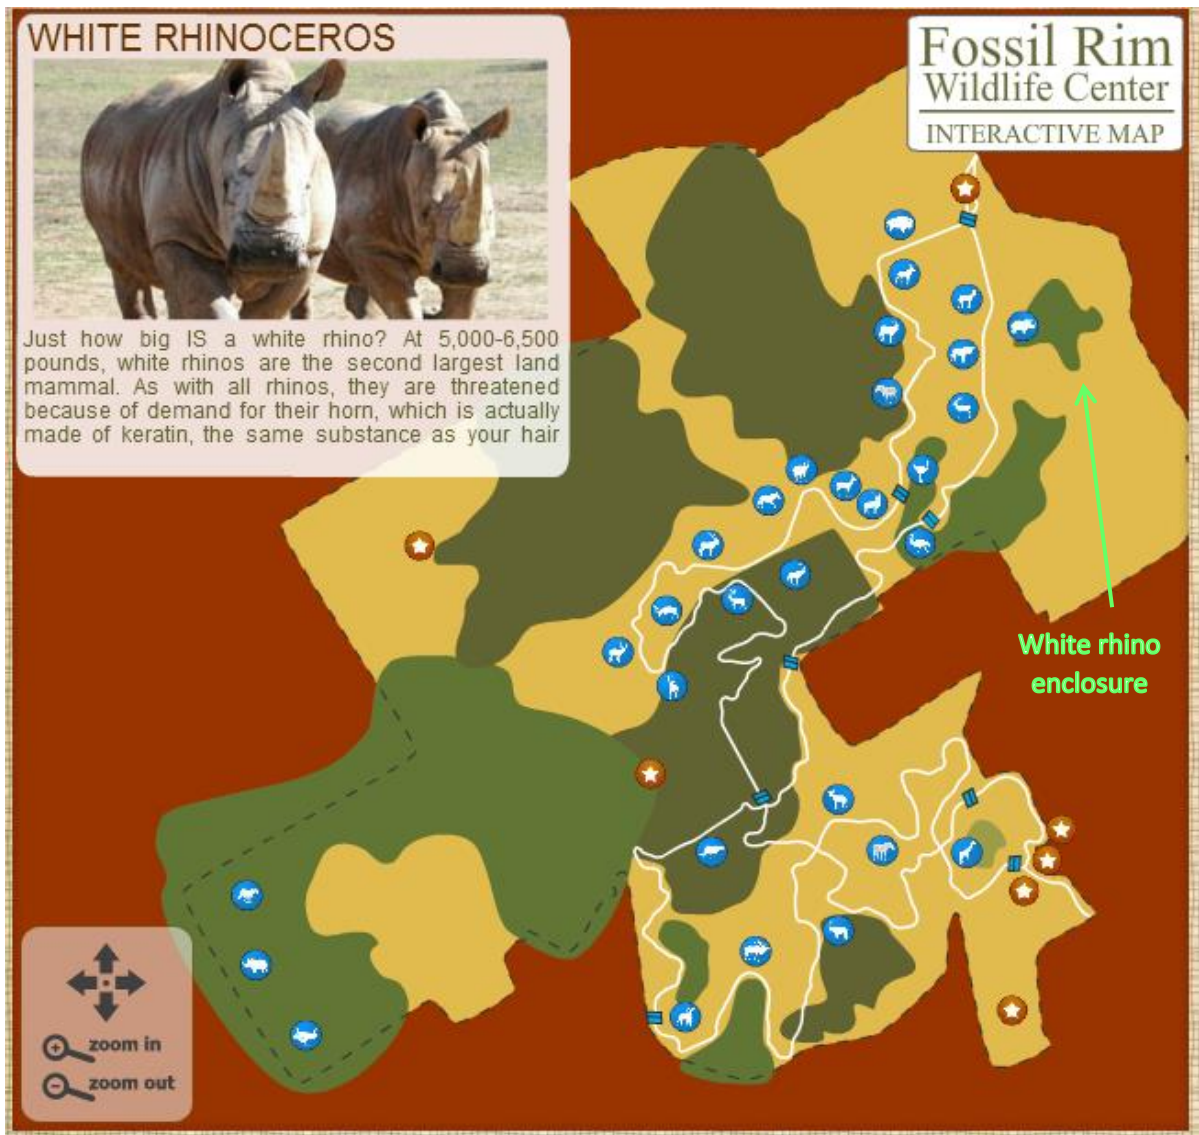 WHITE RHINOCEROS
Just how big IS a white rhino? At 5,000-6,500
pounds, white rhinos are the second largest land
mammal. As with all rhinos, they are threatened
because of demand for their horn, which is actually
made of keratin, the same substance as your hair
Fossil Rim
Wildlife Center
INTERACTIVE MAP
White rhino
enclosure
zoom in
zoom out